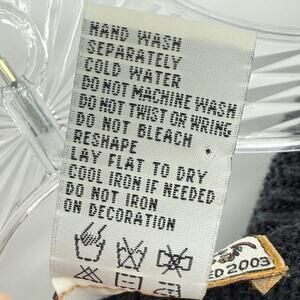 HAND WASH
SEPARATELY
COLD WATER
DO NOT MACHINE WASH
DO NOT TWIST OR WRING
DO NOT BLEACH
RESHAPE
LAY FLAT TO DRY
COOL IRON IF NEEDED
DO NOT IRON
ON DECORATION
2003